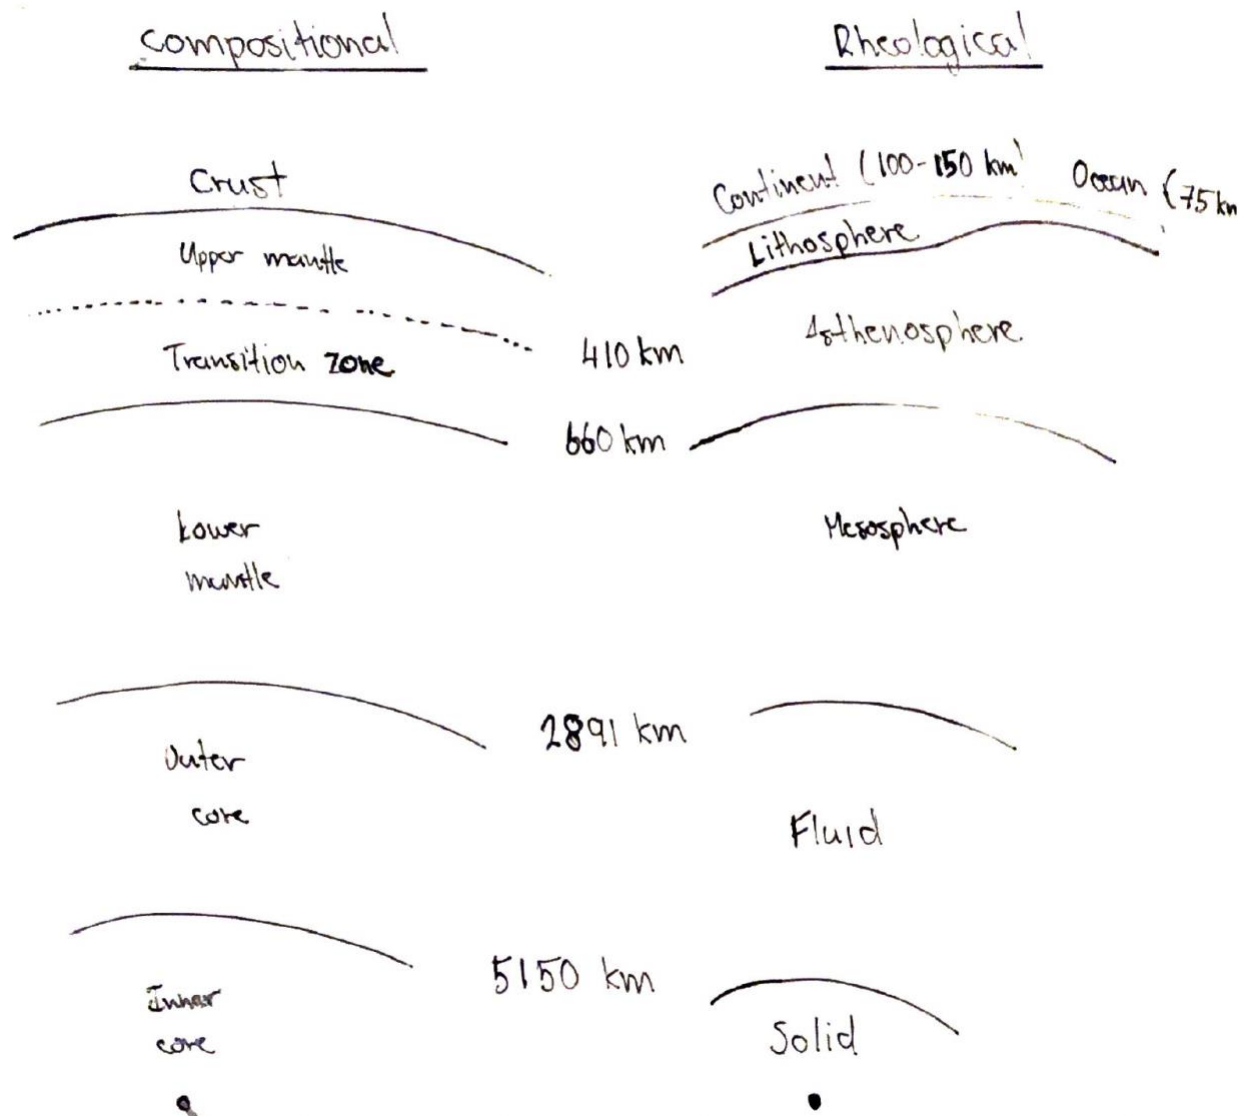 Compositional
Rheological
Crust
Continent (100-150 km)
Ocean (75 km
Upper mantle
Lithosphere
Transition zone
410 km
Asthenosphere
660 km
Lower
mantle
Mesosphere
2891 km
Outer
core
Fluid
5150 km
Inner
core
Solid